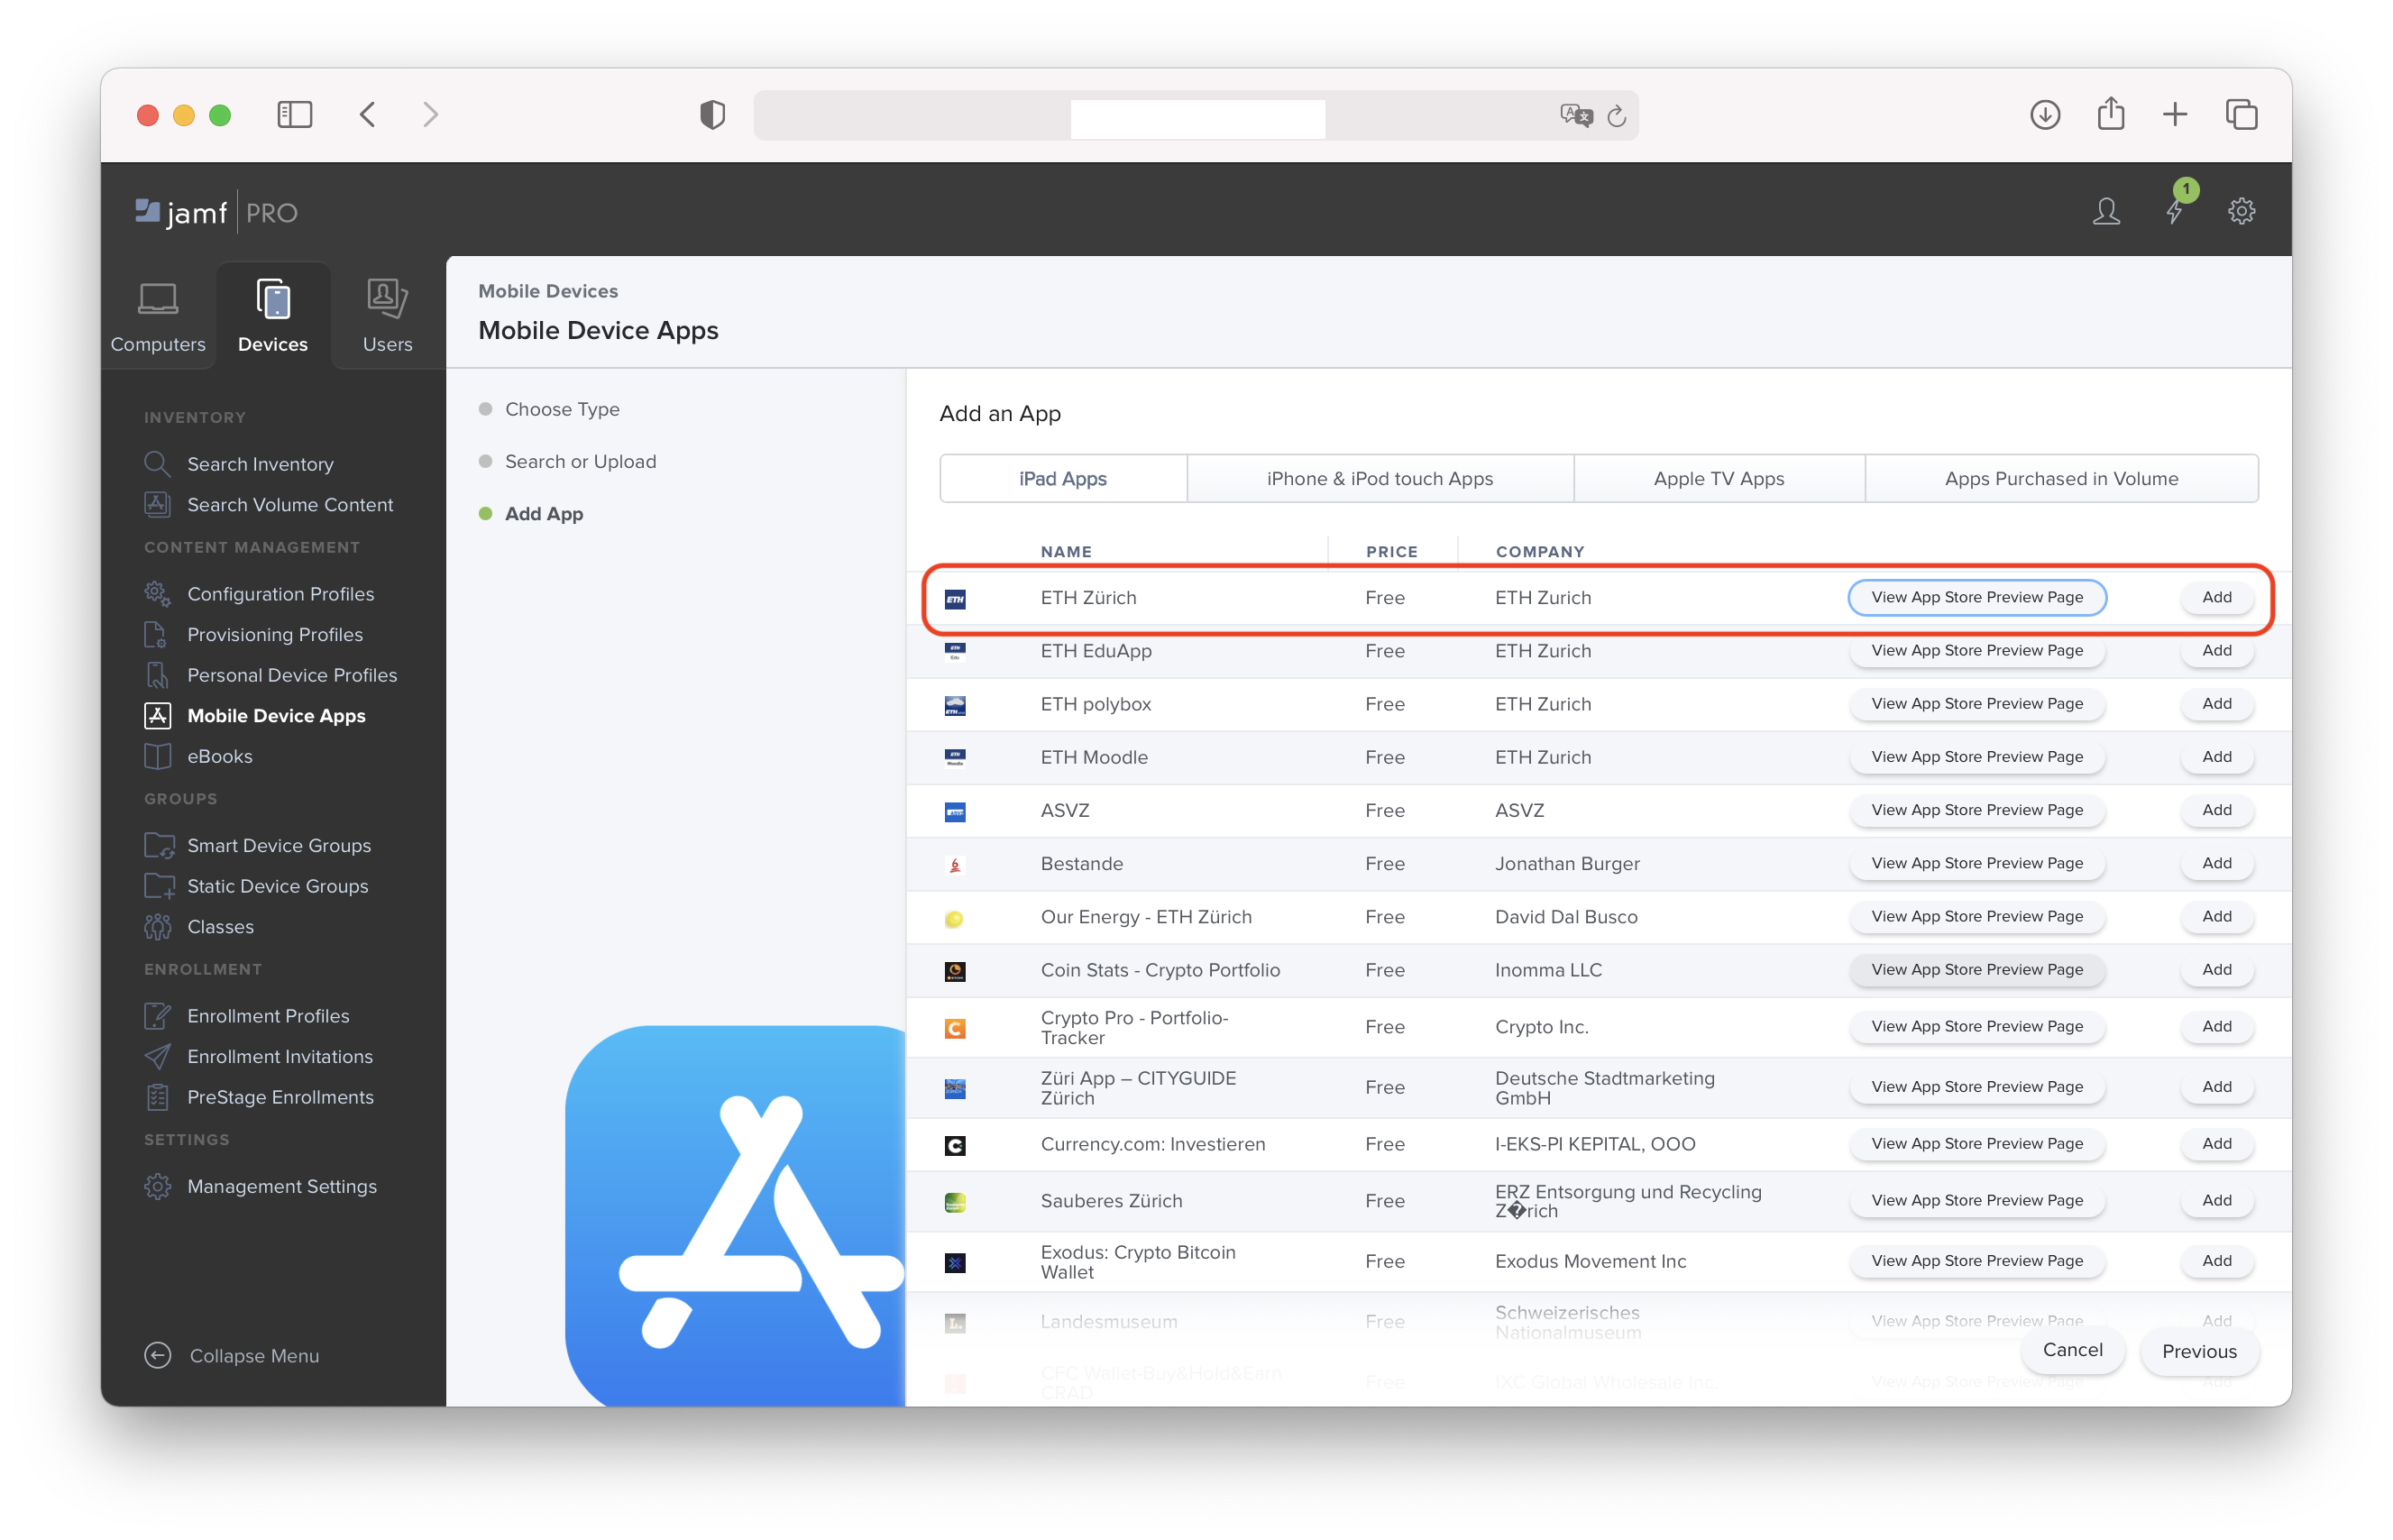 jamf PRO
1
Computers
Devices
Users
INVENTORY
Search Inventory
Search Volume Content
CONTENT MANAGEMENT
Configuration Profiles
Provisioning Profiles
Personal Device Profiles
Mobile Device Apps
eBooks
GROUPS
Smart Device Groups
Static Device Groups
Classes
ENROLLMENT
Enrollment Profiles
Enrollment Invitations
PreStage Enrollments
SETTINGS
Management Settings
Collapse Menu
Mobile Devices
Mobile Device Apps
Choose Type
Search or Upload
Add App
Add an App
iPad Apps iPhone & iPod touch Apps Apple TV Apps Apps Purchased in Volume
NAME PRICE COMPANY
ETH ETH Zürich Free ETH Zurich View App Store Preview Page Add
ETH EduApp Free ETH Zurich View App Store Preview Page Add
ETH polybox Free ETH Zurich View App Store Preview Page Add
ETH Moodle Free ETH Zurich View App Store Preview Page Add
ASVZ Free ASVZ View App Store Preview Page Add
Bestande Free Jonathan Burger View App Store Preview Page Add
Our Energy - ETH Zürich Free David Dal Busco View App Store Preview Page Add
Coin Stats - Crypto Portfolio Free Inomma LLC View App Store Preview Page Add
Crypto Pro - Portfolio-
Tracker Free Crypto Inc. View App Store Preview Page Add
Züri App – CITYGUIDE
Zürich Free Deutsche Stadtmarketing
GmbH View App Store Preview Page Add
Currency.com: Investieren Free I-EKS-PI KEPITAL, OOO View App Store Preview Page Add
Sauberes Zürich Free ERZ Entsorgung und Recycling
Z�rich View App Store Preview Page Add
Exodus: Crypto Bitcoin
Wallet Free Exodus Movement Inc View App Store Preview Page Add
Landesmuseum Free Schweizerisches
Nationalmuseum View App Store Preview Page Add
CFC Wallet-Buy&Hold&Earn
CRAD Free IXC Global Wholesale Inc. View App Store Preview Page Add
Cancel Previous